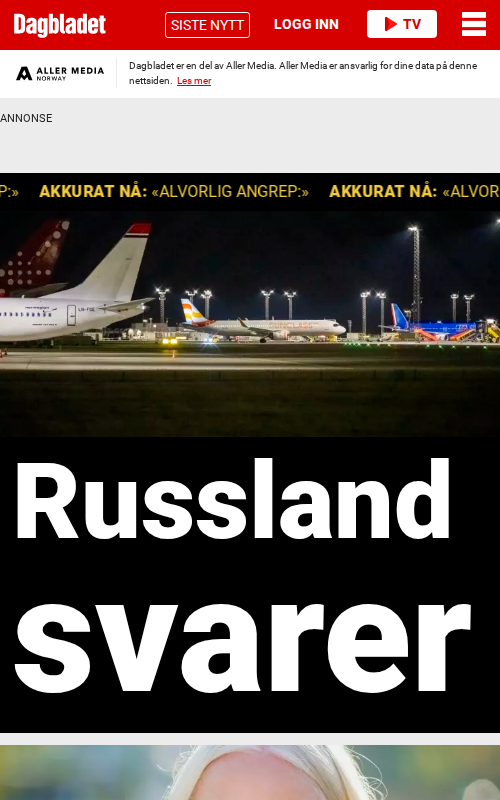 Dagbladet
SISTE NYTT
LOGG INN
TV
ALLER MEDIA
NORWAY
Dagbladet er en del av Aller Media. Aller Media er ansvarlig for dine data på denne
nettsiden. Les mer
ANNONSE
P:» AKKURAT NÅ: «ALVORLIG ANGREP:» AKKURAT NÅ: «ALVOR
Russland
svarer